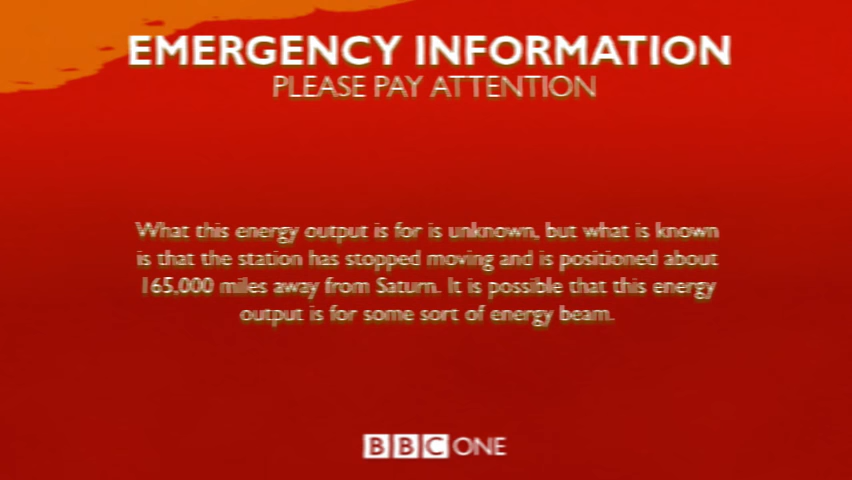 EMERGENCY INFORMATION
PLEASE PAY ATTENTION
What this energy output is for is unknown, but what is known
is that the station has stopped moving and is positioned about
165,000 miles away from Saturn. It is possible that this energy
output is for some sort of energy beam.
BBC ONE